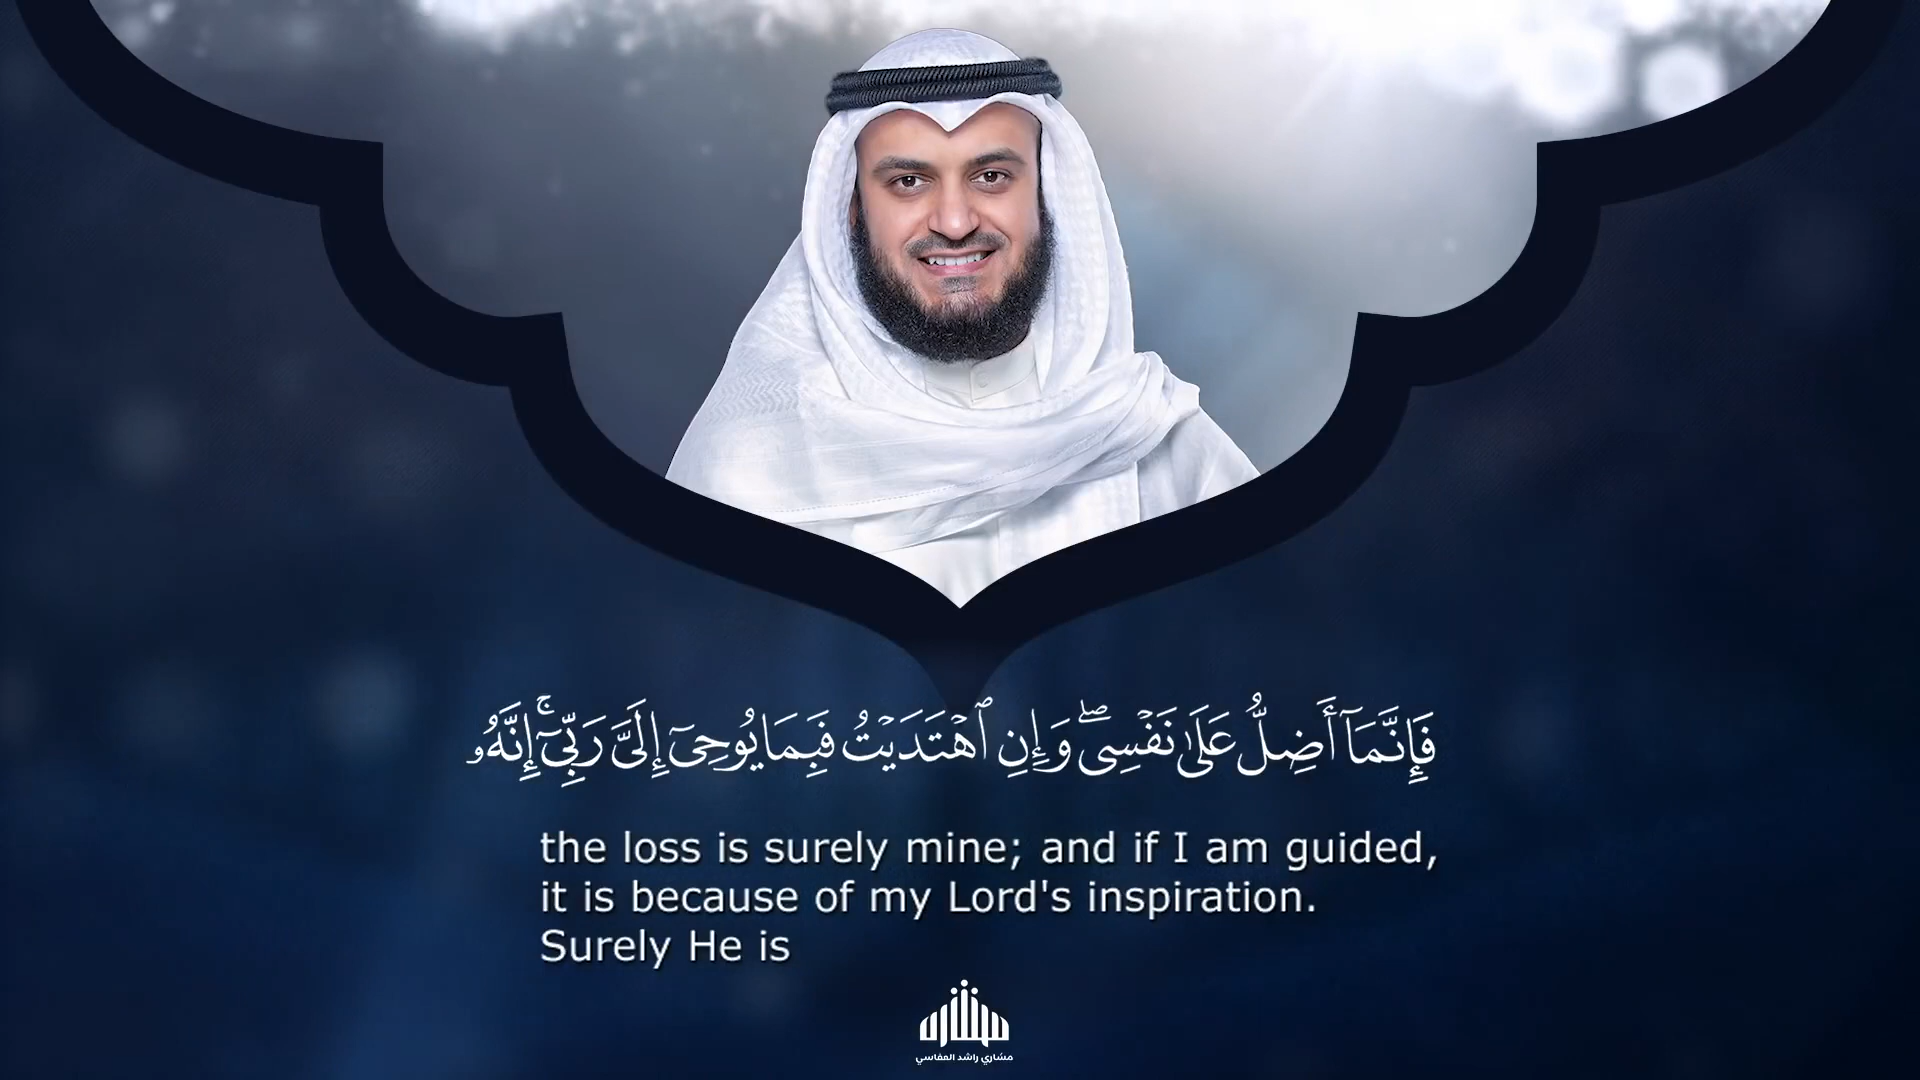 فَإِنَّمَآ أَضِلُّ عَلَىٰ نَفْسِى ۖ وَإِنِ ٱهْتَدَيْتُ فَبِمَا يُوحِىٓ إِلَىَّ رَبِّىٓ ۚ إِنَّهُۥ
the loss is surely mine; and if I am guided,
it is because of my Lord's inspiration.
Surely He is
مشاري
مشاري راشد العفاسي